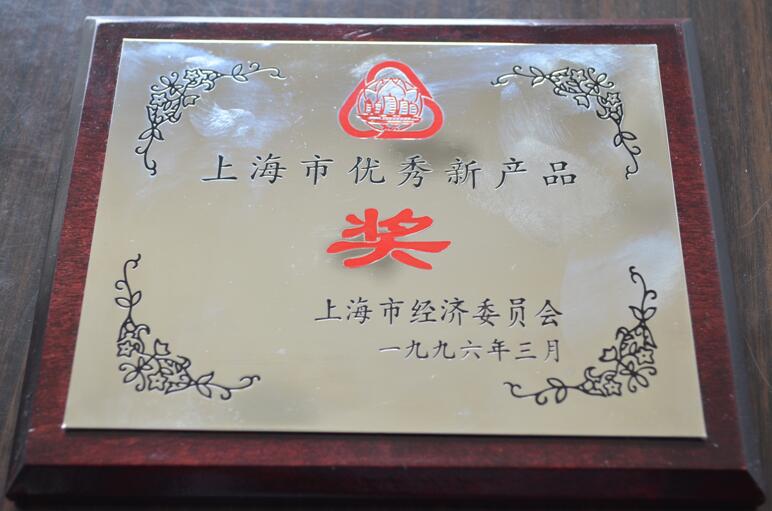 上海市优秀新产品
奖
上海市经济委员会
一九九六年三月